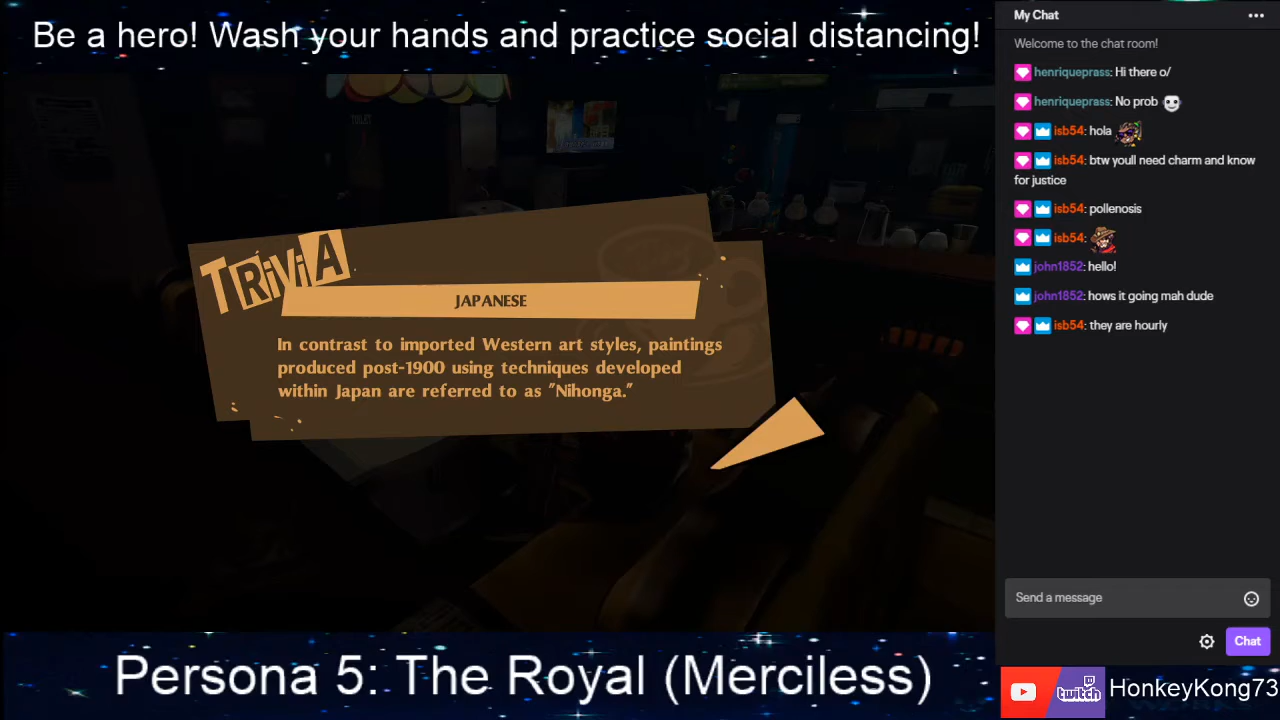 Be a hero! Wash your hands and practice social distancing!
TRiViA
JAPANESE
In contrast to imported Western art styles, paintings
produced post-1900 using techniques developed
within Japan are referred to as "Nihonga."
Persona 5: The Royal (Merciless)
My Chat
Welcome to the chat room!
henriqueprass: Hi there o/
henriqueprass: No prob
isb54: hola
isb54: btw youll need charm and know
for justice
isb54: pollenosis
isb54:
john1852: hello!
john1852: hows it going mah dude
isb54: they are hourly
Send a message
Chat
twitch HonkeyKong73